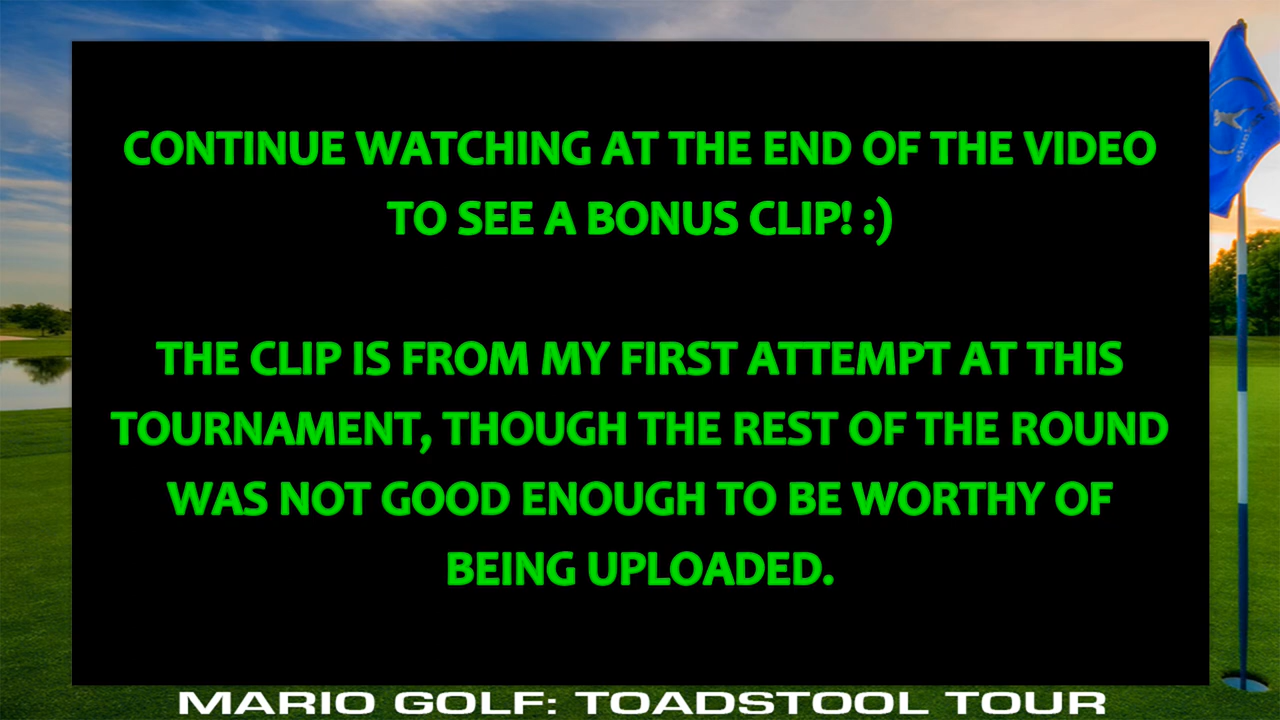 CONTINUE WATCHING AT THE END OF THE VIDEO
TO SEE A BONUS CLIP! :)
THE CLIP IS FROM MY FIRST ATTEMPT AT THIS
TOURNAMENT, THOUGH THE REST OF THE ROUND
WAS NOT GOOD ENOUGH TO BE WORTHY OF
BEING UPLOADED.
MARIO GOLF: TOADSTOOL TOUR